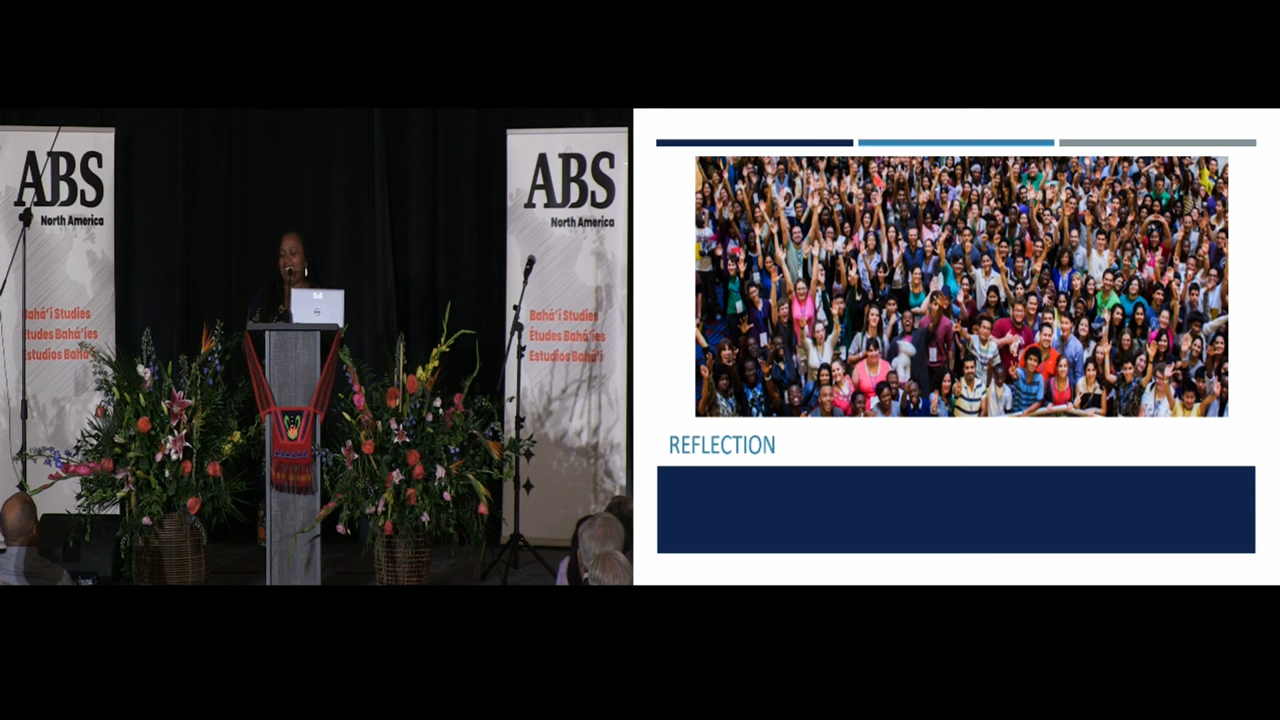 ABS
North America
Bahá'í Studies
Études Bahá'íes
Estudios Bahá'í
ABS
North America
Bahá'í Studies
Études Bahá'íes
Estudios Bahá'í
REFLECTION